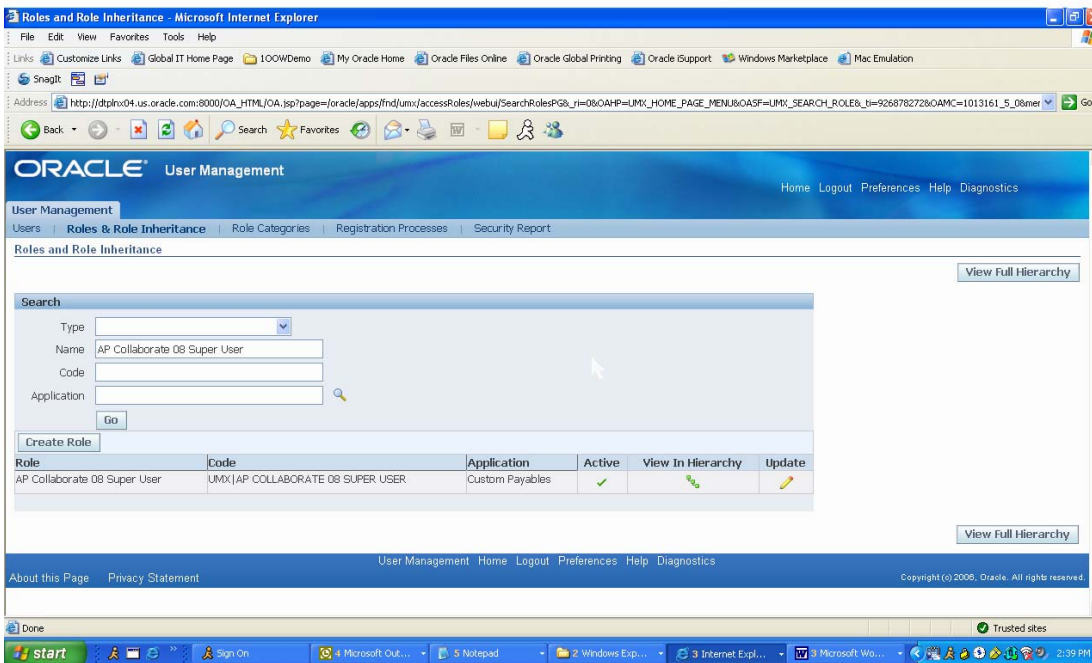 Roles and Role Inheritance - Microsoft Internet Explorer
File Edit View Favorites Tools Help
Links Customize Links Global IT Home Page 1OOWDemo My Oracle Home Oracle Files Online Oracle Global Printing Oracle iSupport Windows Marketplace Mac Emulation
SnagIt
Address http://dtplnx04.us.oracle.com:8000/OA_HTML/OA.jsp?page=/oracle/apps/fnd/umx/accessRoles/webui/SearchRolesPG&_ri=0&OAHP=UMX_HOME_PAGE_MENU&OASF=UMX_SEARCH_ROLE&_ti=926878272&OAMC=1013161_5_0&mer Go
Back Search Favorites
ORACLE User Management
Home Logout Preferences Help Diagnostics
User Management
Users | Roles & Role Inheritance | Role Categories | Registration Processes | Security Report
Roles and Role Inheritance
View Full Hierarchy
Search
Type
Name AP Collaborate 08 Super User
Code
Application
Go
Create Role
Role Code Application Active View In Hierarchy Update
AP Collaborate 08 Super User UMX|AP COLLABORATE 08 SUPER USER Custom Payables
View Full Hierarchy
User Management Home Logout Preferences Help Diagnostics
About this Page Privacy Statement Copyright (c) 2006, Oracle. All rights reserved.
Done Trusted sites
start Sign On 4 Microsoft Out... 5 Notepad 2 Windows Exp... 3 Internet Expl... 3 Microsoft Wo... 2:39 PM